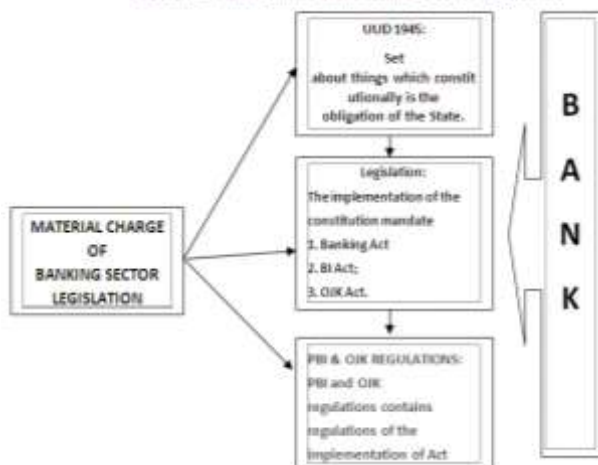 UUD 1945:
Set
about things which constit
utionally is the
obligation of the State.
Legislation:
The implementation of the
constitution mandate
1. Banking Act
2. BI Act;
3. OJK Act.
MATERIAL CHARGE
OF
BANKING SECTOR
LEGISLATION
PBI & OJK REGULATIONS:
PBI and OJK
regulations contains
regulations of the
implementation of Act
B
A
N
K